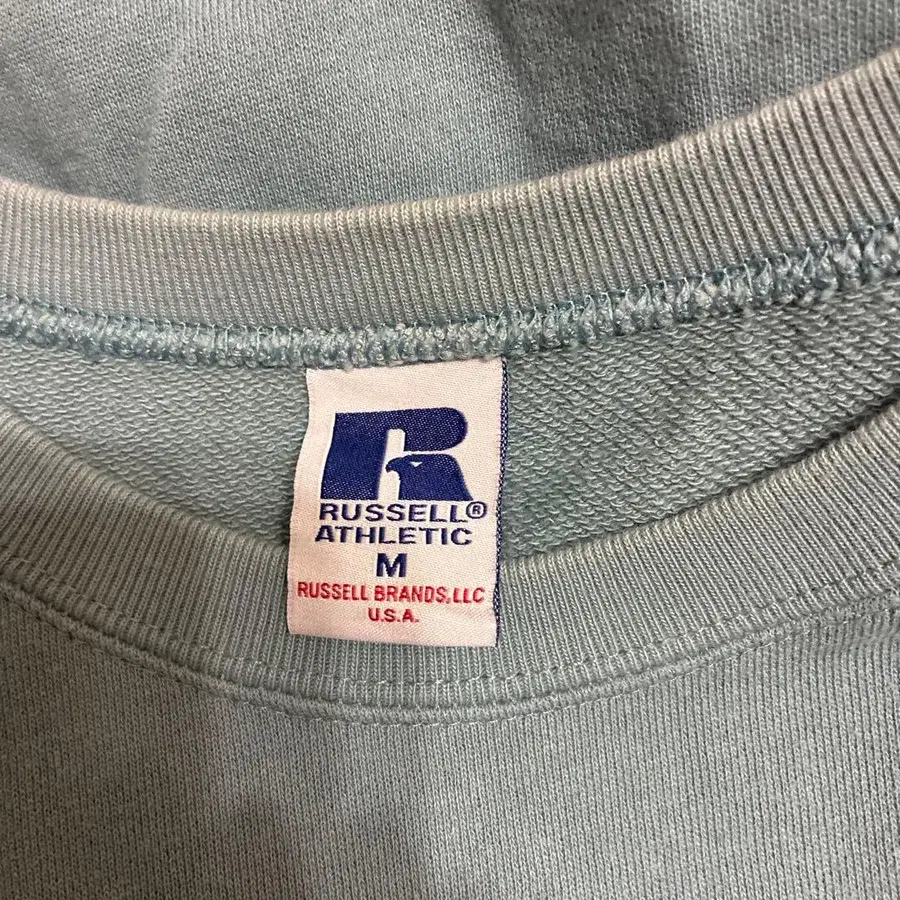 RUSSELL®
ATHLETIC
M
RUSSELL BRANDS,LLC
U.S.A.